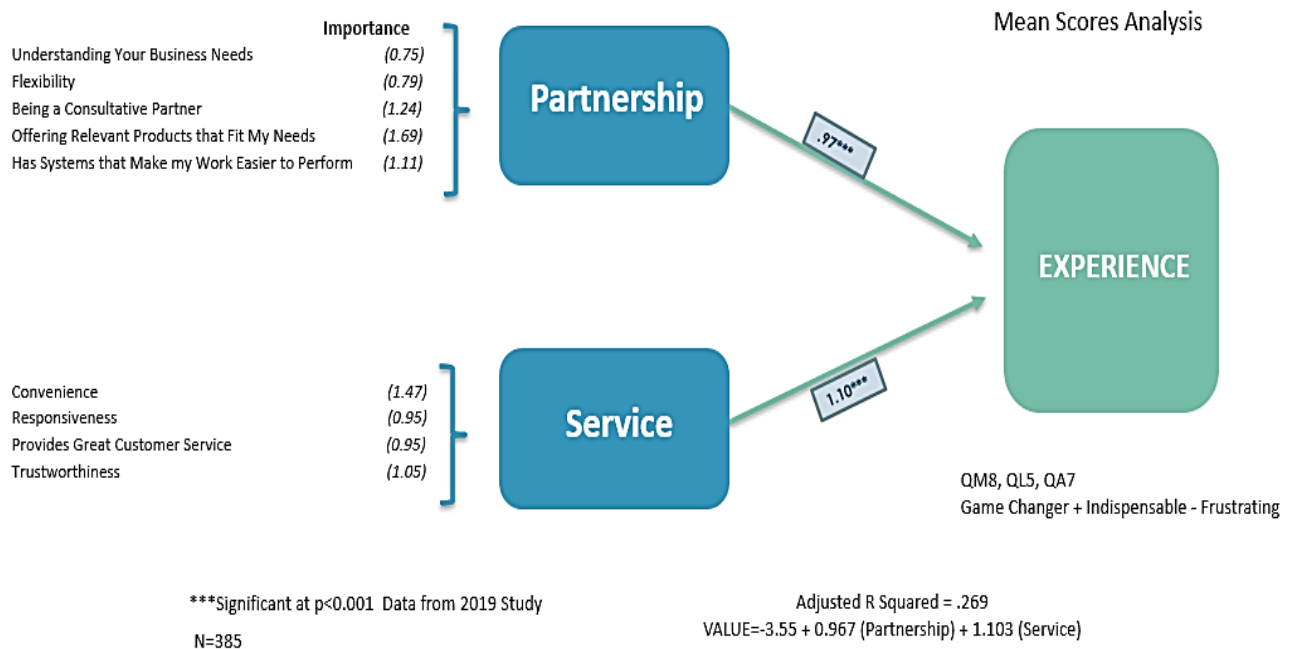 Mean Scores Analysis
Importance
Understanding Your Business Needs (0.75)
Flexibility (0.79)
Being a Consultative Partner (1.24)
Offering Relevant Products that Fit My Needs (1.69)
Has Systems that Make my Work Easier to Perform (1.11)
Partnership
.97***
EXPERIENCE
Convenience (1.47)
Responsiveness (0.95)
Provides Great Customer Service (0.95)
Trustworthiness (1.05)
Service
1.10***
QM8, QL5, QA7
Game Changer + Indispensable - Frustrating
***Significant at p<0.001 Data from 2019 Study
N=385
Adjusted R Squared = .269
VALUE=-3.55 + 0.967 (Partnership) + 1.103 (Service)